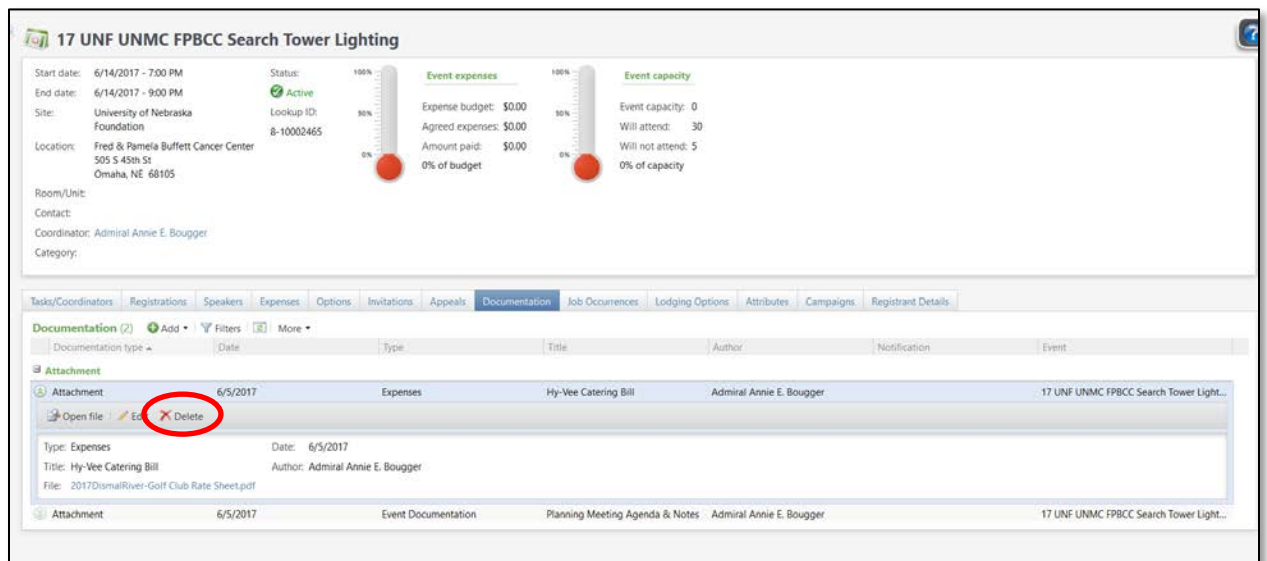 17 UNF UNMC FPBCC Search Tower Lighting
Start date: 6/14/2017 - 7:00 PM
End date: 6/14/2017 - 9:00 PM
Site: University of Nebraska
Foundation
Location: Fred & Pamela Buffett Cancer Center
505 S 45th St
Omaha, NE 68105
Room/Unit:
Contact:
Coordinator: Admiral Annie E. Bougger
Category:
Status:
Active
Lookup ID:
8-10002465
100%
50%
0%
Event expenses
Expense budget: $0.00
Agreed expenses: $0.00
Amount paid: $0.00
0% of budget
100%
50%
0%
Event capacity
Event capacity: 0
Will attend: 30
Will not attend: 5
0% of capacity
?
Tasks/Coordinators Registrations Speakers Expenses Options Invitations Appeals Documentation Job Occurrences Lodging Options Attributes Campaigns Registrant Details
Documentation (2) Add Filters More
Documentation type Date Type Title Author Notification Event
Attachment
Attachment 6/5/2017 Expenses Hy-Vee Catering Bill Admiral Annie E. Bougger 17 UNF UNMC FPBCC Search Tower Light...
Open file Delete
Type: Expenses Date: 6/5/2017
Title: Hy-Vee Catering Bill Author: Admiral Annie E. Bougger
File: 2017DismalRiver-Golf Club Rate Sheet.pdf
Attachment 6/5/2017 Event Documentation Planning Meeting Agenda & Notes Admiral Annie E. Bougger 17 UNF UNMC FPBCC Search Tower Light...